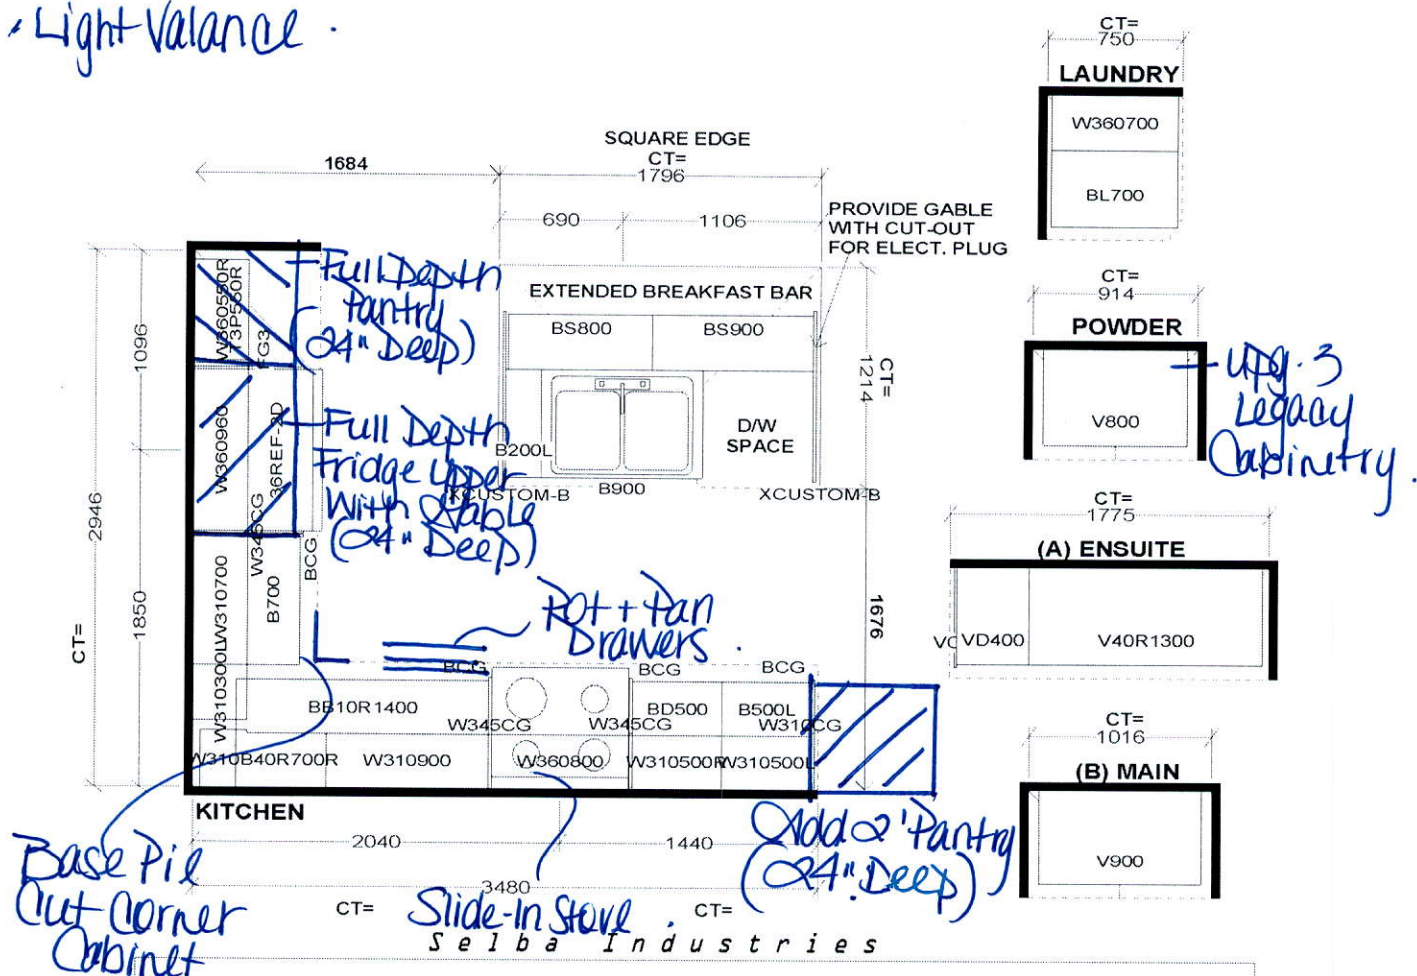 • Light Valance .
CT=
750
LAUNDRY
W360700
BL700
SQUARE EDGE
CT=
1796
1684
690
1106
PROVIDE GABLE
WITH CUT-OUT
FOR ELECT. PLUG
EXTENDED BREAKFAST BAR
BS800
BS900
Full Depth
Pantry
(24" Deep)
W360550R
T3P550R
FG3
1096
CT=
1214
D/W
SPACE
B200L
B900
XCUSTOM-B
XCUSTOM-B
W360960
36REF-2D
Full Depth
Fridge Upper
With Gable
(24" Deep)
CT=
914
POWDER
V800
Upg. 3
Legacy
Cabinetry.
CT=
1775
(A) ENSUITE
VD400
V40R1300
2946
CT=
1850
W345CG
BCG
B700
W310700
W310300L
Pot + Pan
Drawers.
1676
BCG
BCG
BCG
BB10R1400
W345CG
W345CG
BD500
B500L
W310CG
W310B40R700R
W310900
W360800
W310500R
W310500L
KITCHEN
2040
1440
3480
CT=
CT=
CT=
1016
(B) MAIN
V900
Add 2' Pantry
(24" Deep)
Base Pie
Cut Corner
Cabinet
Slide-In Stove.
Selba Industries